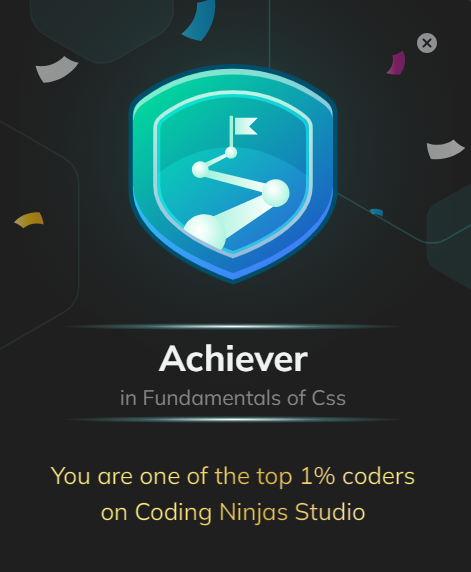 Achiever
in Fundamentals of Css
You are one of the top 1% coders
on Coding Ninjas Studio